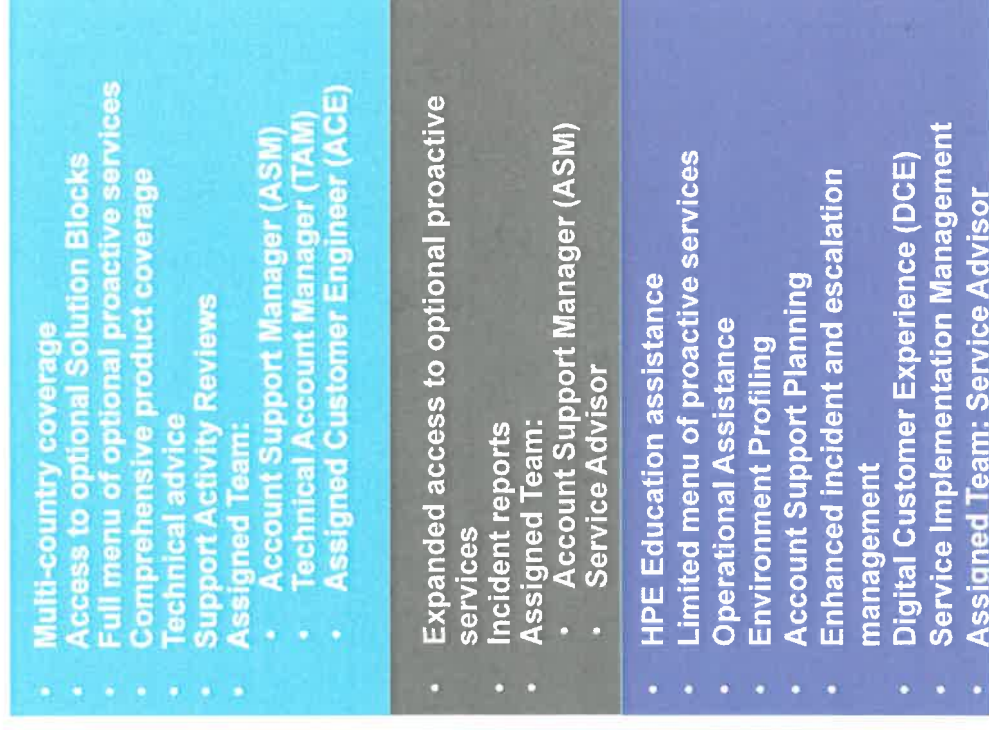 • Multi-country coverage
• Access to optional Solution Blocks
• Full menu of optional proactive services
• Comprehensive product coverage
• Technical advice
• Support Activity Reviews
• Assigned Team:
• Account Support Manager (ASM)
• Technical Account Manager (TAM)
• Assigned Customer Engineer (ACE)
• Expanded access to optional proactive
services
• Incident reports
• Assigned Team:
• Account Support Manager (ASM)
• Service Advisor
• HPE Education assistance
• Limited menu of proactive services
• Operational Assistance
• Environment Profiling
• Account Support Planning
• Enhanced incident and escalation
management
• Digital Customer Experience (DCE)
• Service Implementation Management
• Assigned Team: Service Advisor